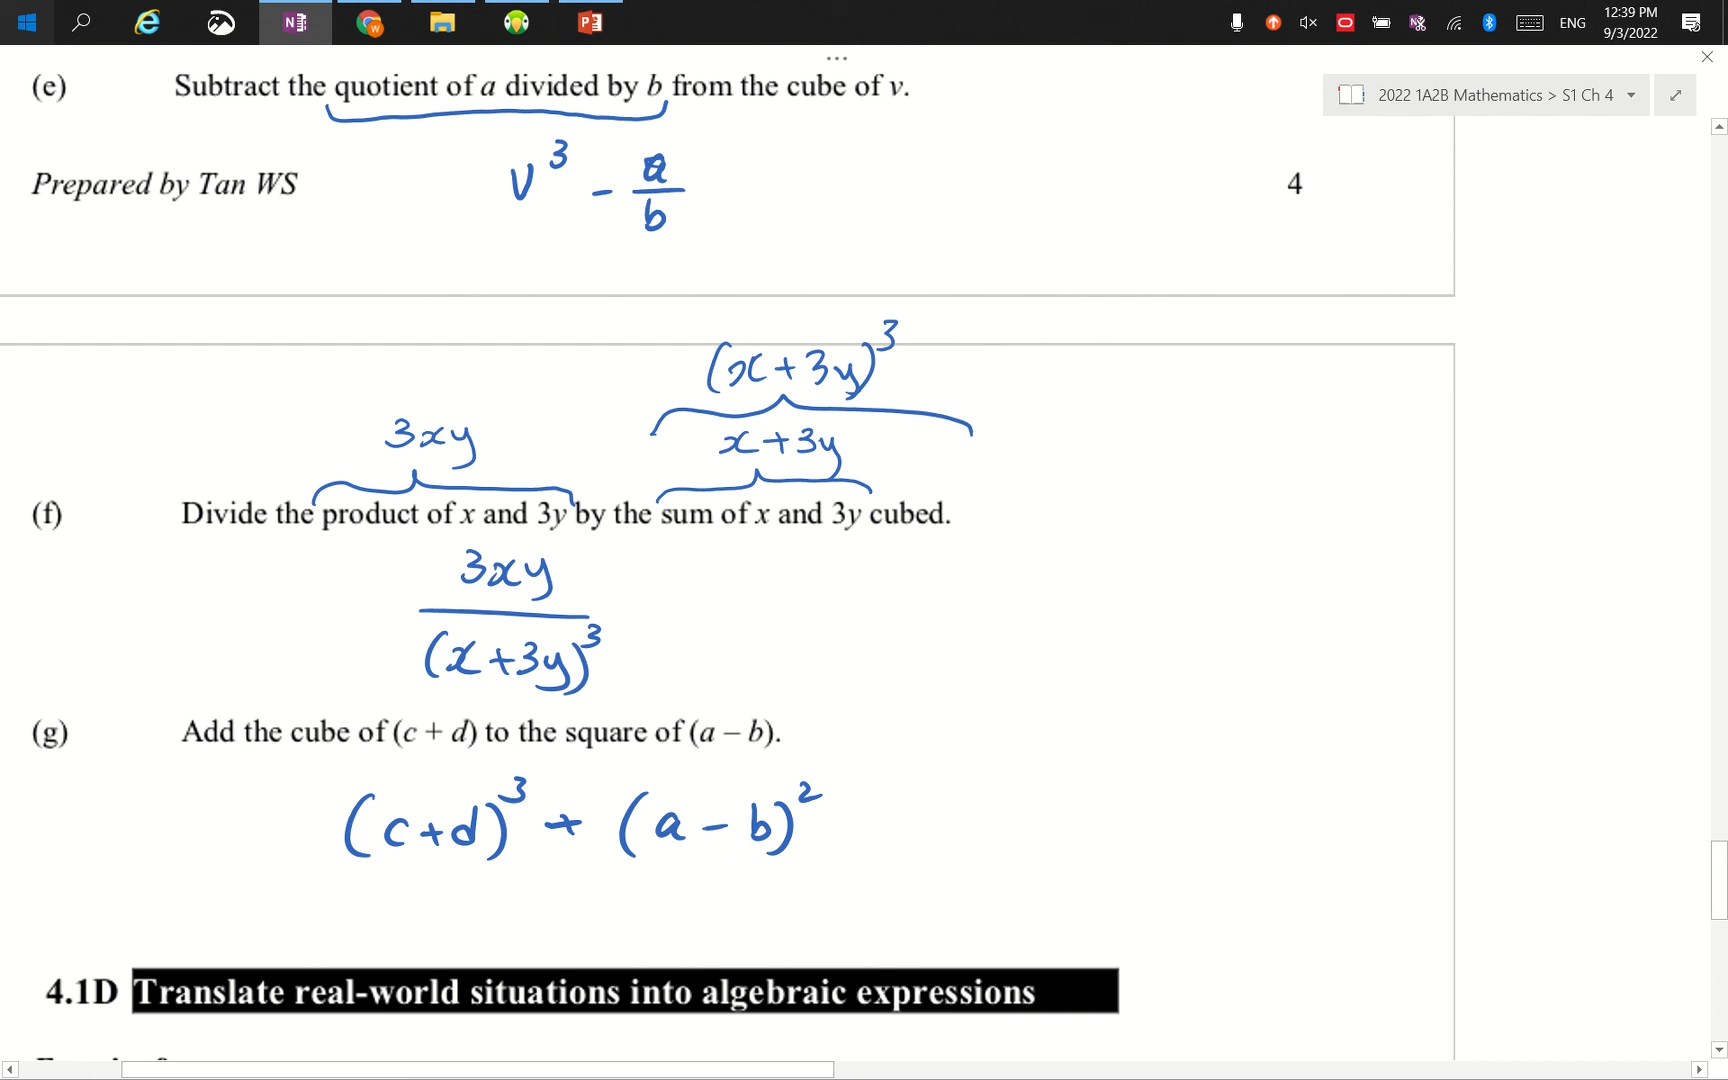 ENG
12:39 PM
9/3/2022
(e) Subtract the quotient of a divided by b from the cube of v.
2022 1A2B Mathematics > S1 Ch 4
v³ - a/b
Prepared by Tan WS 4
(x+3y)³
3xy x+3y
(f) Divide the product of x and 3y by the sum of x and 3y cubed.
3xy
(x+3y)³
(g) Add the cube of (c + d) to the square of (a – b).
(c+d)³ + (a-b)²
4.1D Translate real-world situations into algebraic expressions